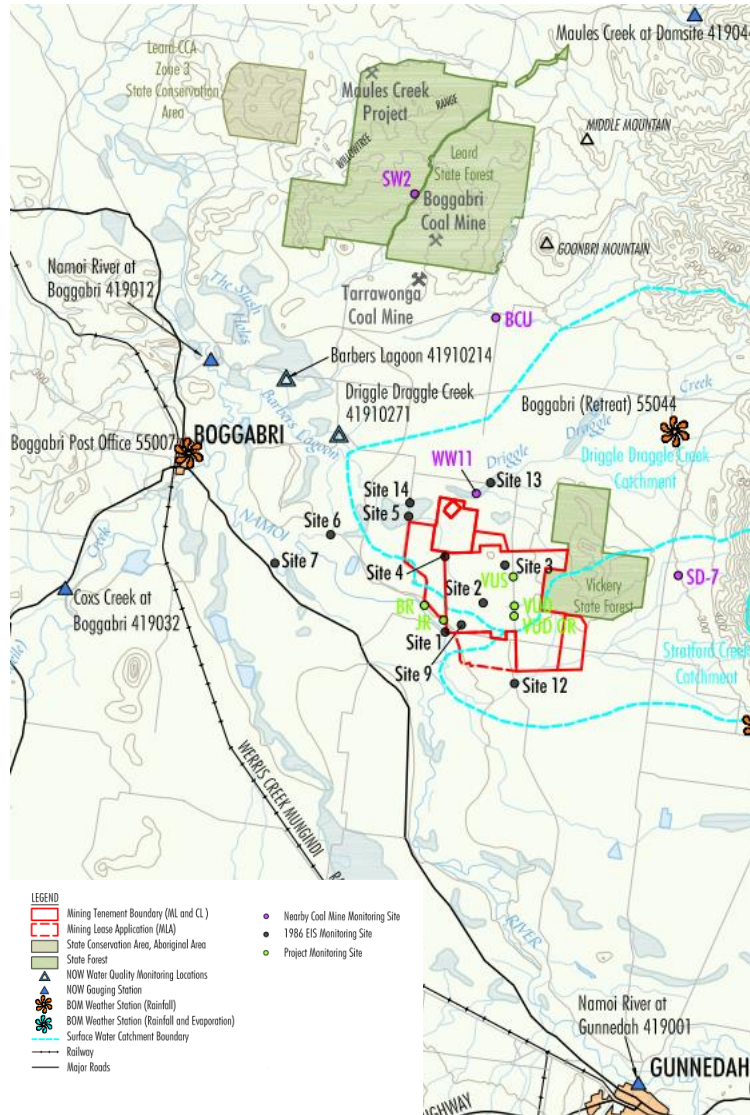 Maules Creek at Damsite 41904
Leard CCA
Zone 3
State Conservation
Area
Maules Creek
Project
RANGE
WILLOWTREE
MIDDLE MOUNTAIN
Leard
State Forest
SW2
Boggabri
Coal Mine
GOONBRI MOUNTAIN
Namoi River at
Boggabri 419012
The Slush
Holes
Tarrawonga
Coal Mine
BCU
Barbers Lagoon 41910214
Driggle Draggle Creek
41910271
Barbers Lagoon
Boggabri (Retreat) 55044
Creek
Draggle
Driggle
Boggabri Post Office 55007
BOGGABRI
Driggle Draggle Creek
Catchment
WW11
Site 13
Site 14
Site 5
NAMOI
Site 6
Site 7
Site 4
Site 3
VUS
Site 2
BR
JR
VUD
VUD CR
Site 1
Site 9
Site 12
Vickery
State Forest
SD-7
Stratford Creek
Catchment
Creek
Coxs Creek at
Boggabri 419032
300
WERRIS CREEK MUNGINDI
RIVER
Namoi River at
Gunnedah 419001
GUNNEDAH
HIGHWAY
LEGEND
Mining Tenement Boundary (ML and CL )
Mining Lease Application (MLA)
State Conservation Area, Aboriginal Area
State Forest
NOW Water Quality Monitoring Locations
NOW Gauging Station
BOM Weather Station (Rainfall)
BOM Weather Station (Rainfall and Evaporation)
Surface Water Catchment Boundary
Railway
Major Roads
Nearby Coal Mine Monitoring Site
1986 EIS Monitoring Site
Project Monitoring Site